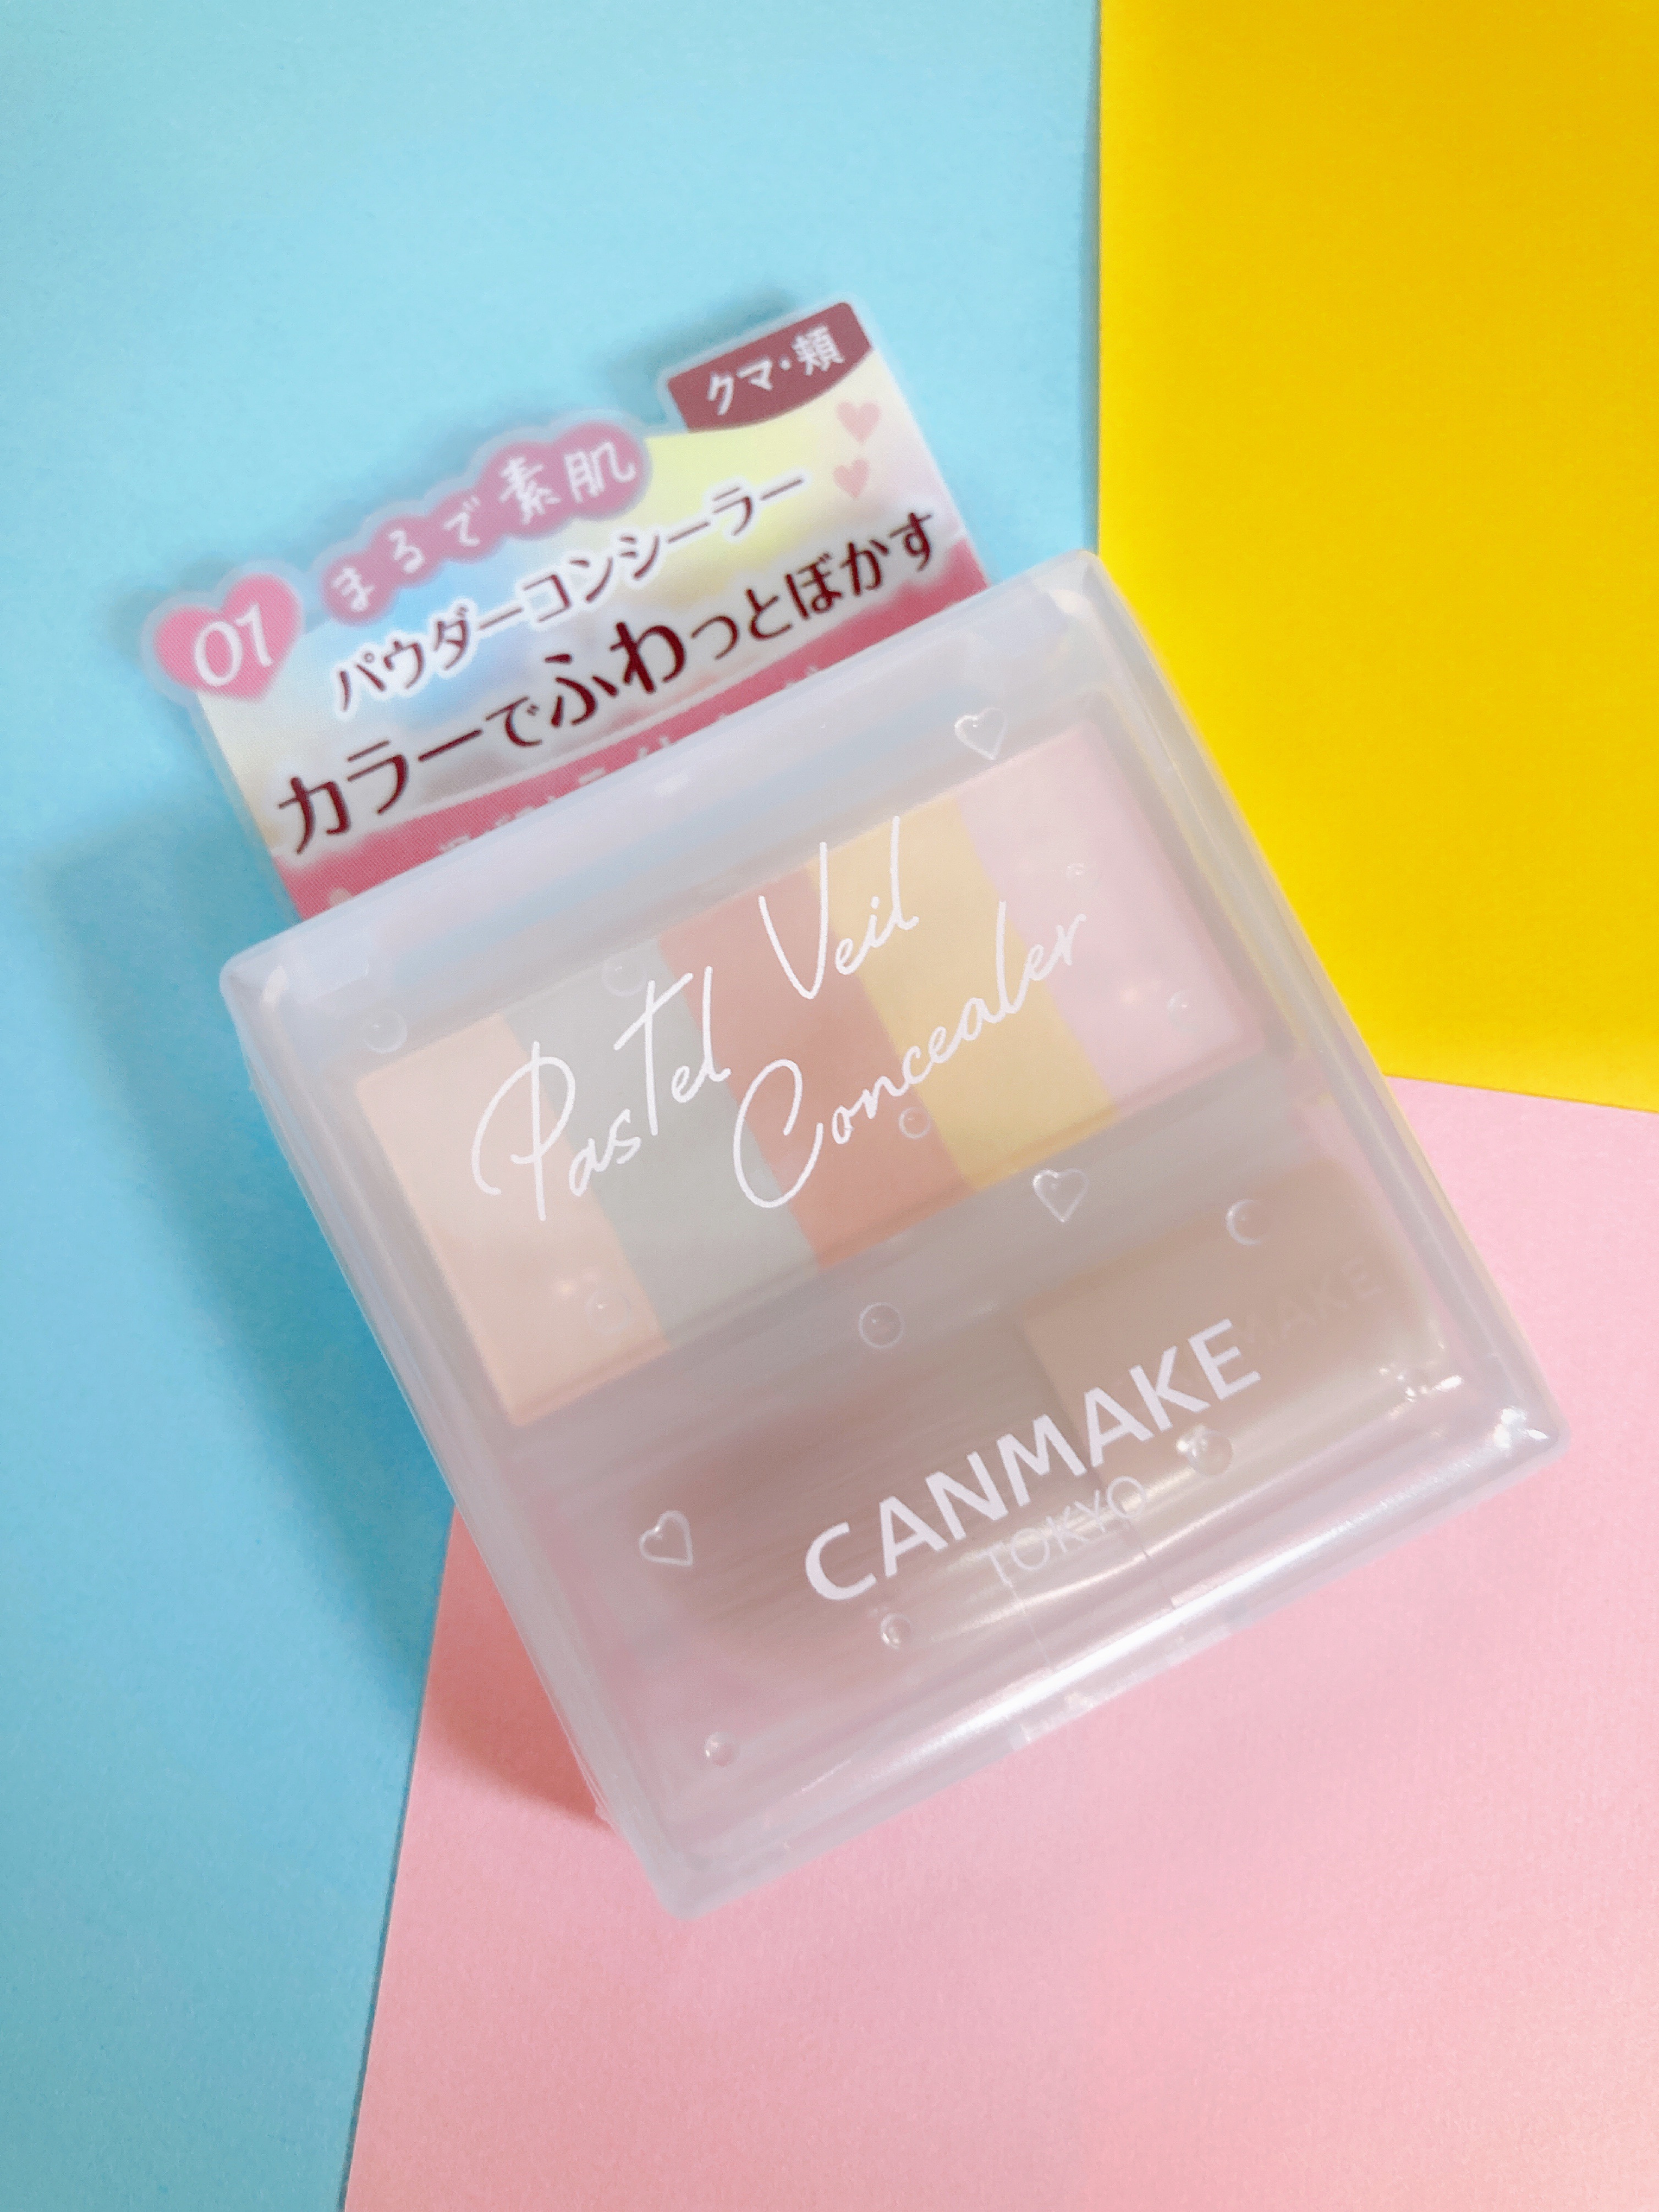 クマ・頬
まるで素肌
01
パウダーコンシーラー
カラーでふわっとぼかす
Pastel Veil
Concealer
MAKE
CANMAKE
TOKYO